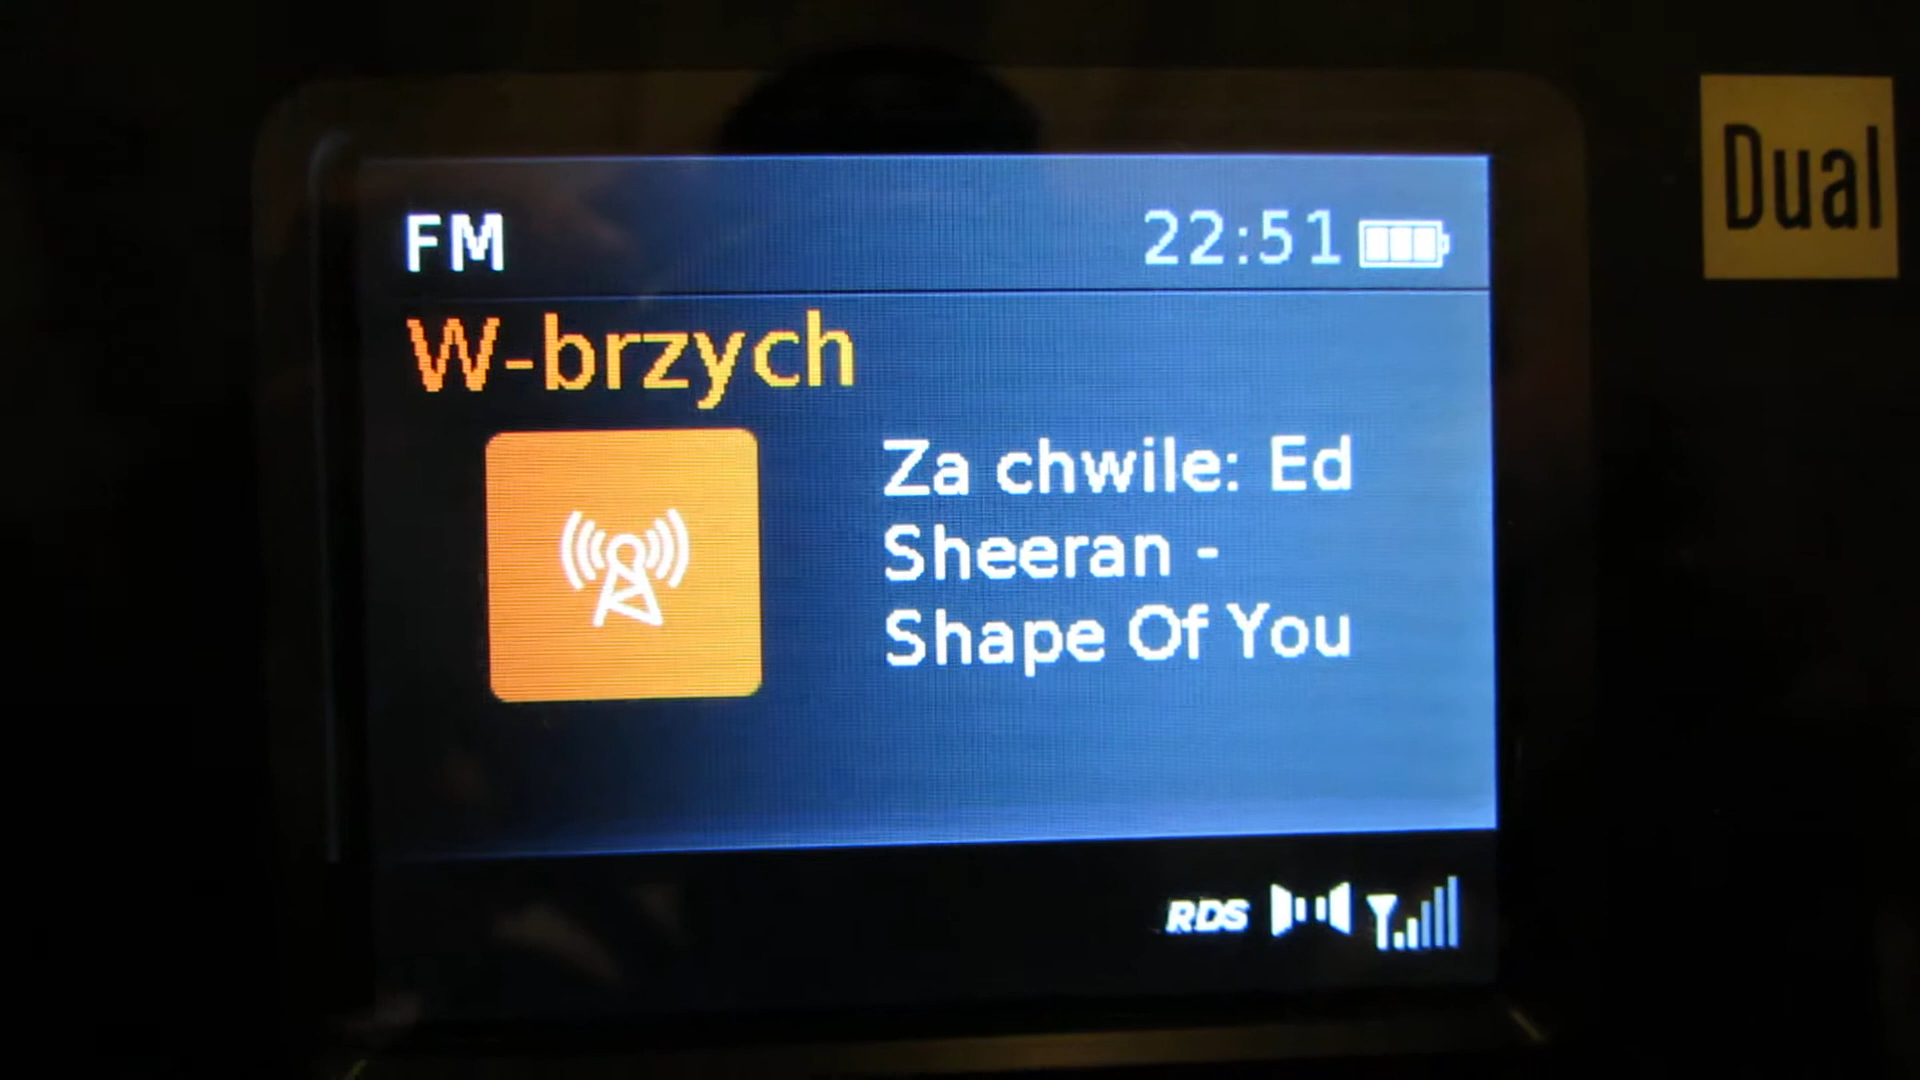 Dual
FM 22:51
W-brzych
Za chwile: Ed
Sheeran -
Shape Of You
RDS